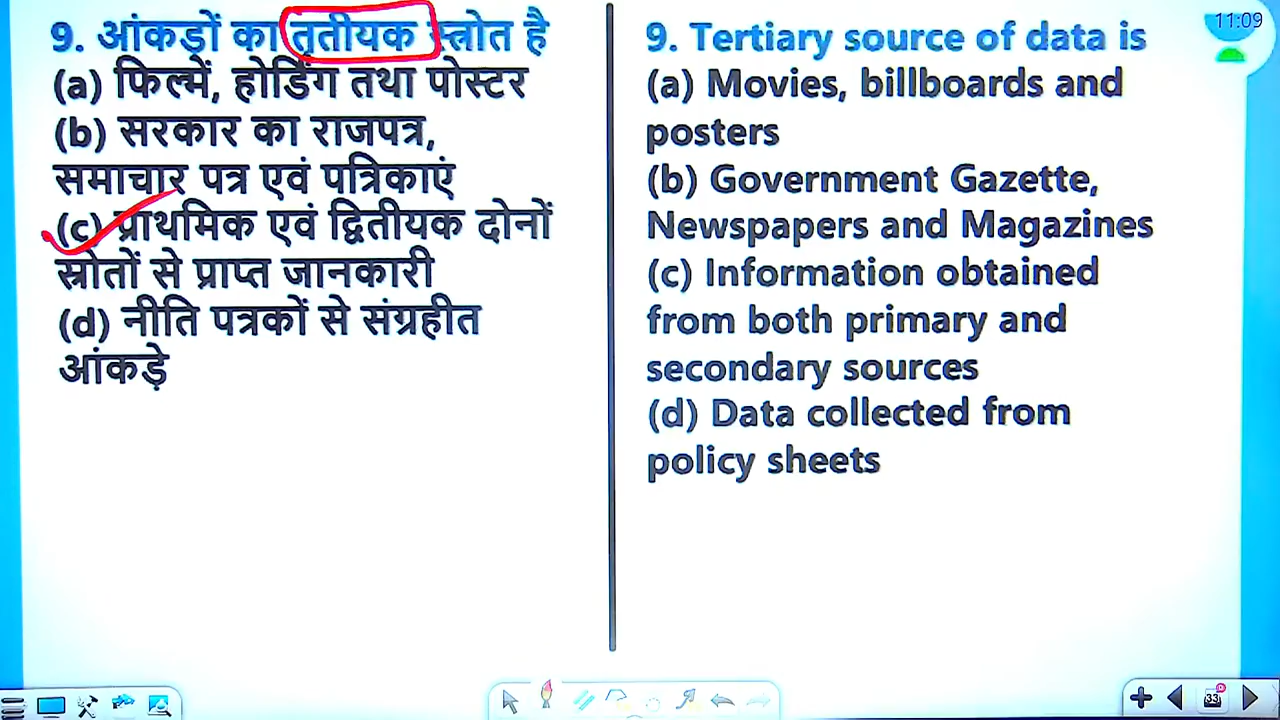 9. आंकड़ों का तृतीयक स्त्रोत है
(a) फिल्में, होर्डिंग तथा पोस्टर
(b) सरकार का राजपत्र,
समाचार पत्र एवं पत्रिकाएं
(c) प्राथमिक एवं द्वितीयक दोनों
स्रोतों से प्राप्त जानकारी
(d) नीति पत्रकों से संग्रहीत
आंकड़े
9. Tertiary source of data is
(a) Movies, billboards and
posters
(b) Government Gazette,
Newspapers and Magazines
(c) Information obtained
from both primary and
secondary sources
(d) Data collected from
policy sheets
11:09
33